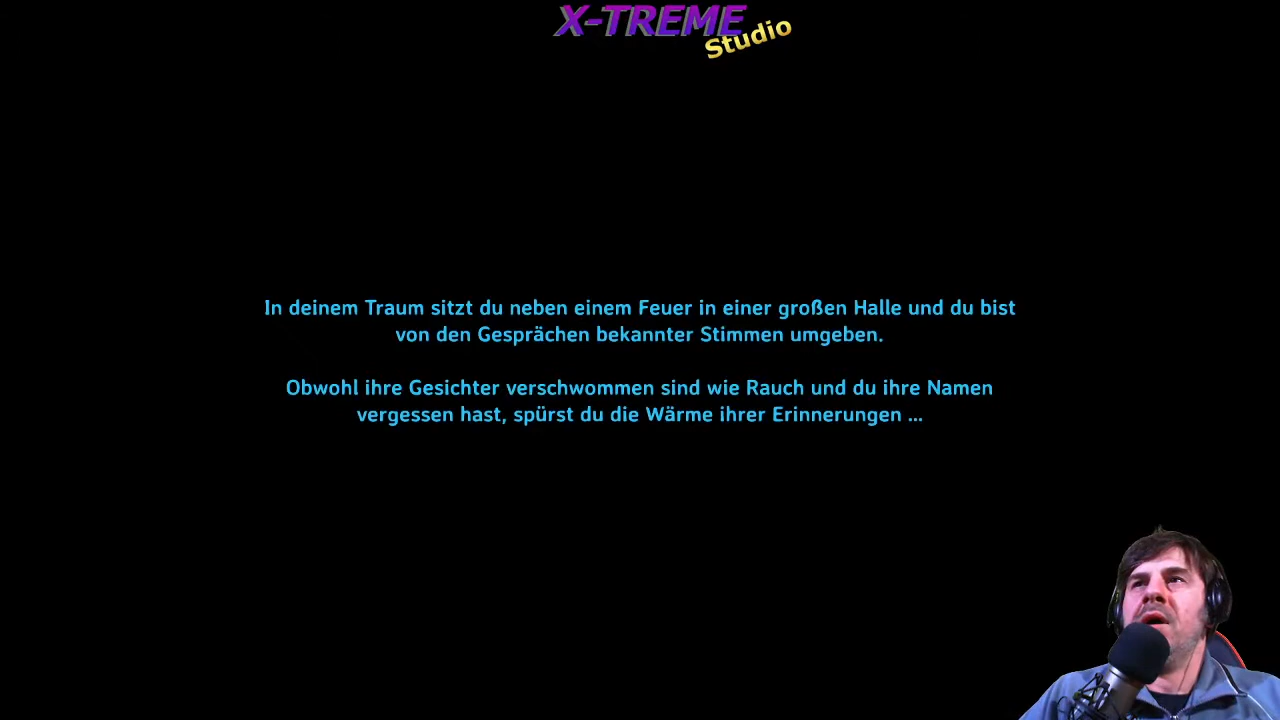 X-TREME
Studio
In deinem Traum sitzt du neben einem Feuer in einer großen Halle und du bist
von den Gesprächen bekannter Stimmen umgeben.
Obwohl ihre Gesichter verschwommen sind wie Rauch und du ihre Namen
vergessen hast, spürst du die Wärme ihrer Erinnerungen ...